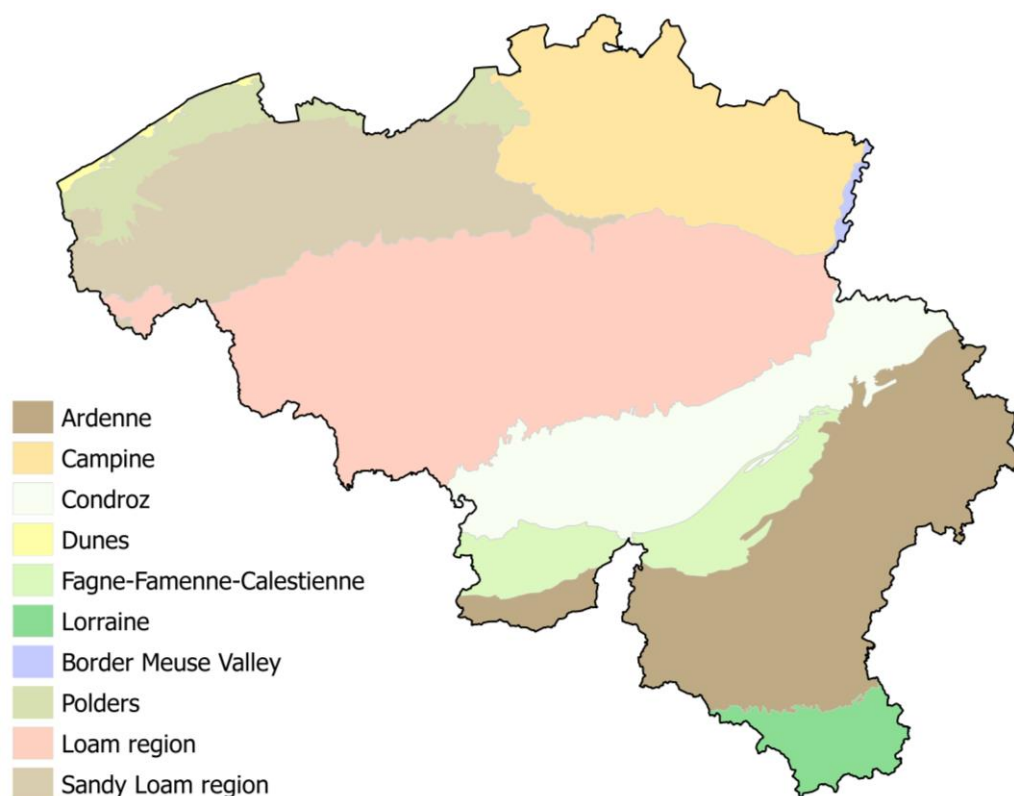 Ardenne
Campine
Condroz
Dunes
Fagne-Famenne-Calestienne
Lorraine
Border Meuse Valley
Polders
Loam region
Sandy Loam region